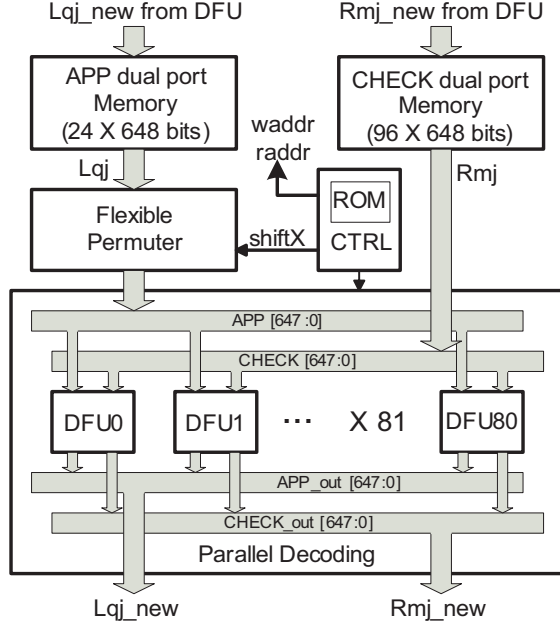 Lqj_new from DFU
Rmj_new from DFU
APP dual port
Memory
(24 X 648 bits)
CHECK dual port
Memory
(96 X 648 bits)
waddr
raddr
Lqj
Rmj
ROM
CTRL
Flexible
Permuter
shiftX
APP [647 :0]
CHECK [647:0]
DFU0
DFU1
... X 81
DFU80
APP_out [647:0]
CHECK_out [647:0]
Parallel Decoding
Lqj_new
Rmj_new